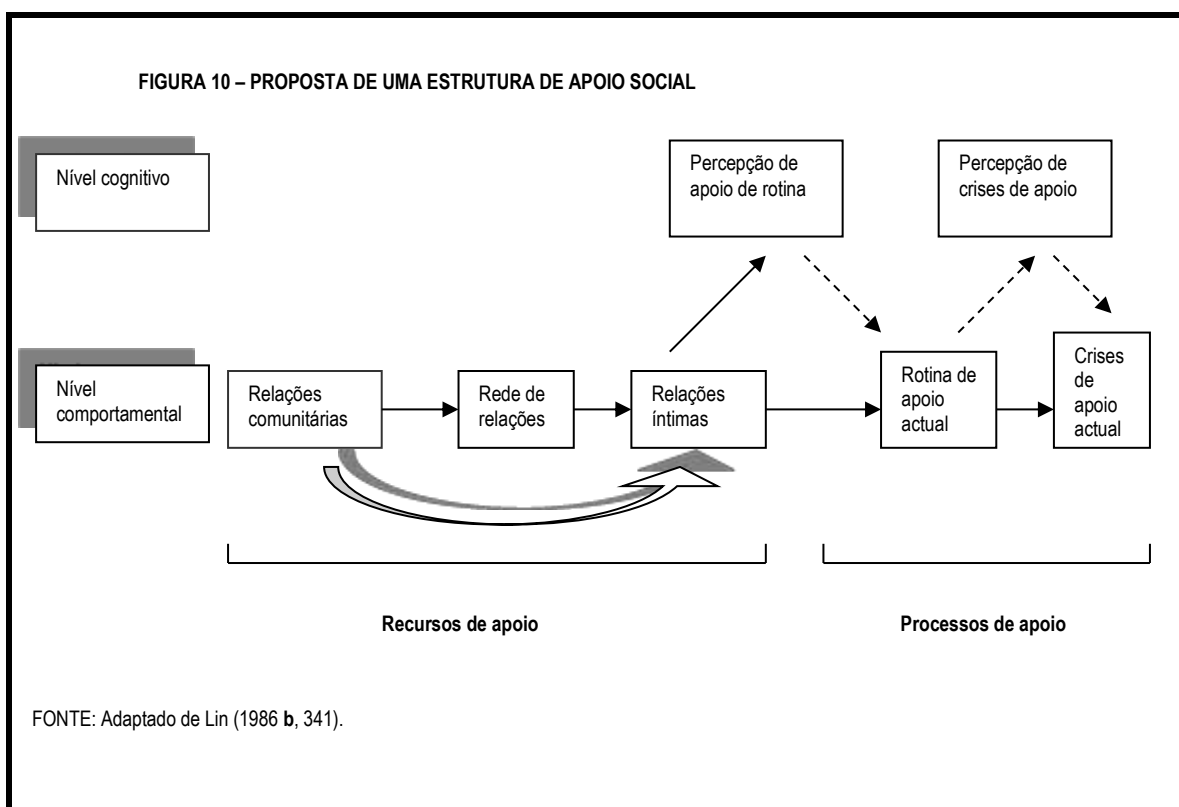 FIGURA 10 – PROPOSTA DE UMA ESTRUTURA DE APOIO SOCIAL
Nível cognitivo
Percepção de
apoio de rotina
Percepção de
crises de apoio
Nível
comportamental
Relações
comunitárias
Rede de
relações
Relações
íntimas
Rotina de
apoio
actual
Crises
de
apoio
actual
Recursos de apoio
Processos de apoio
FONTE: Adaptado de Lin (1986 b, 341).